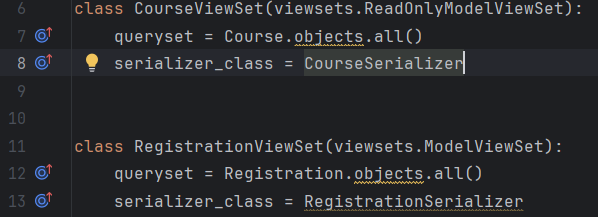 6 class CourseViewSet(viewsets.ReadOnlyModelViewSet):
7 queryset = Course.objects.all()
8 serializer_class = CourseSerializer
9
10
11 class RegistrationViewSet(viewsets.ModelViewSet):
12 queryset = Registration.objects.all()
13 serializer_class = RegistrationSerializer